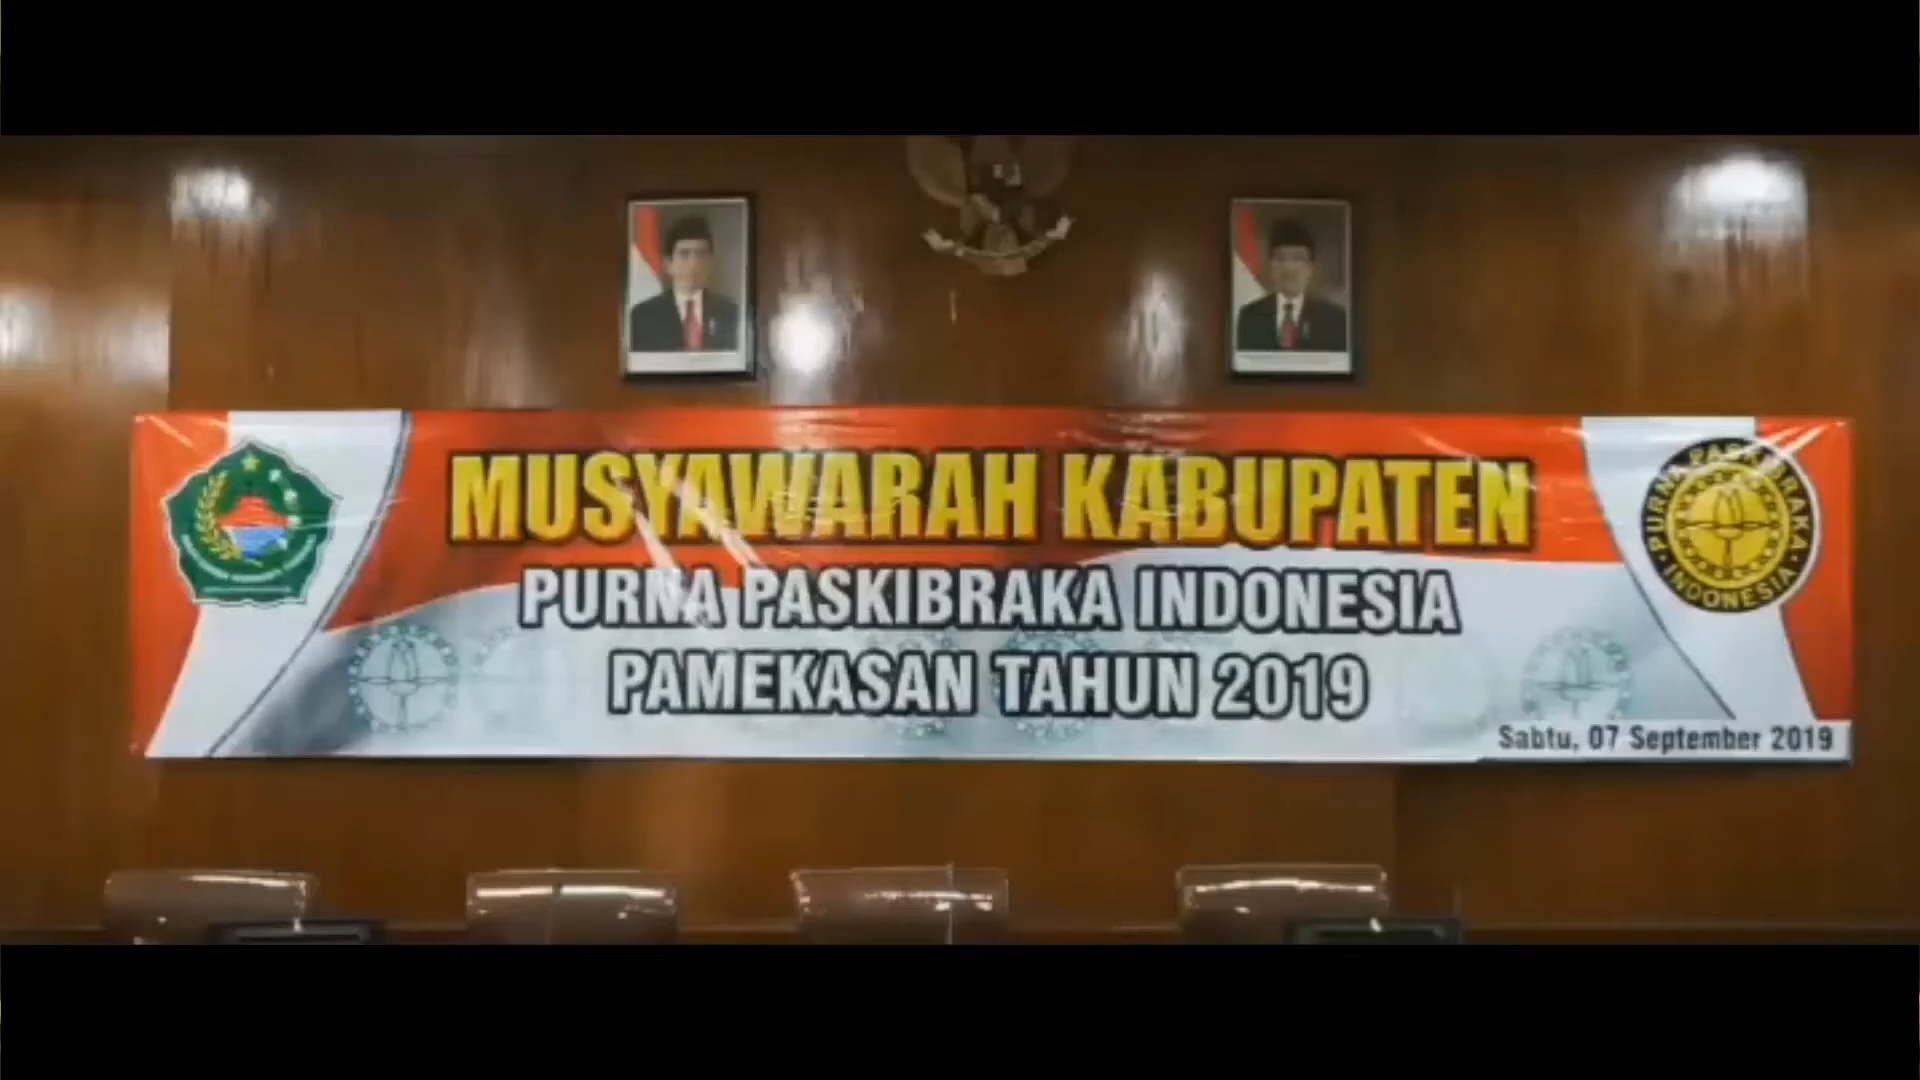 MUSYAWARAH KABUPATEN
PURNA PASKIBRAKA INDONESIA
PAMEKASAN TAHUN 2019
Sabtu, 07 September 2019
PURNA PASKIBRAKA
INDONESIA